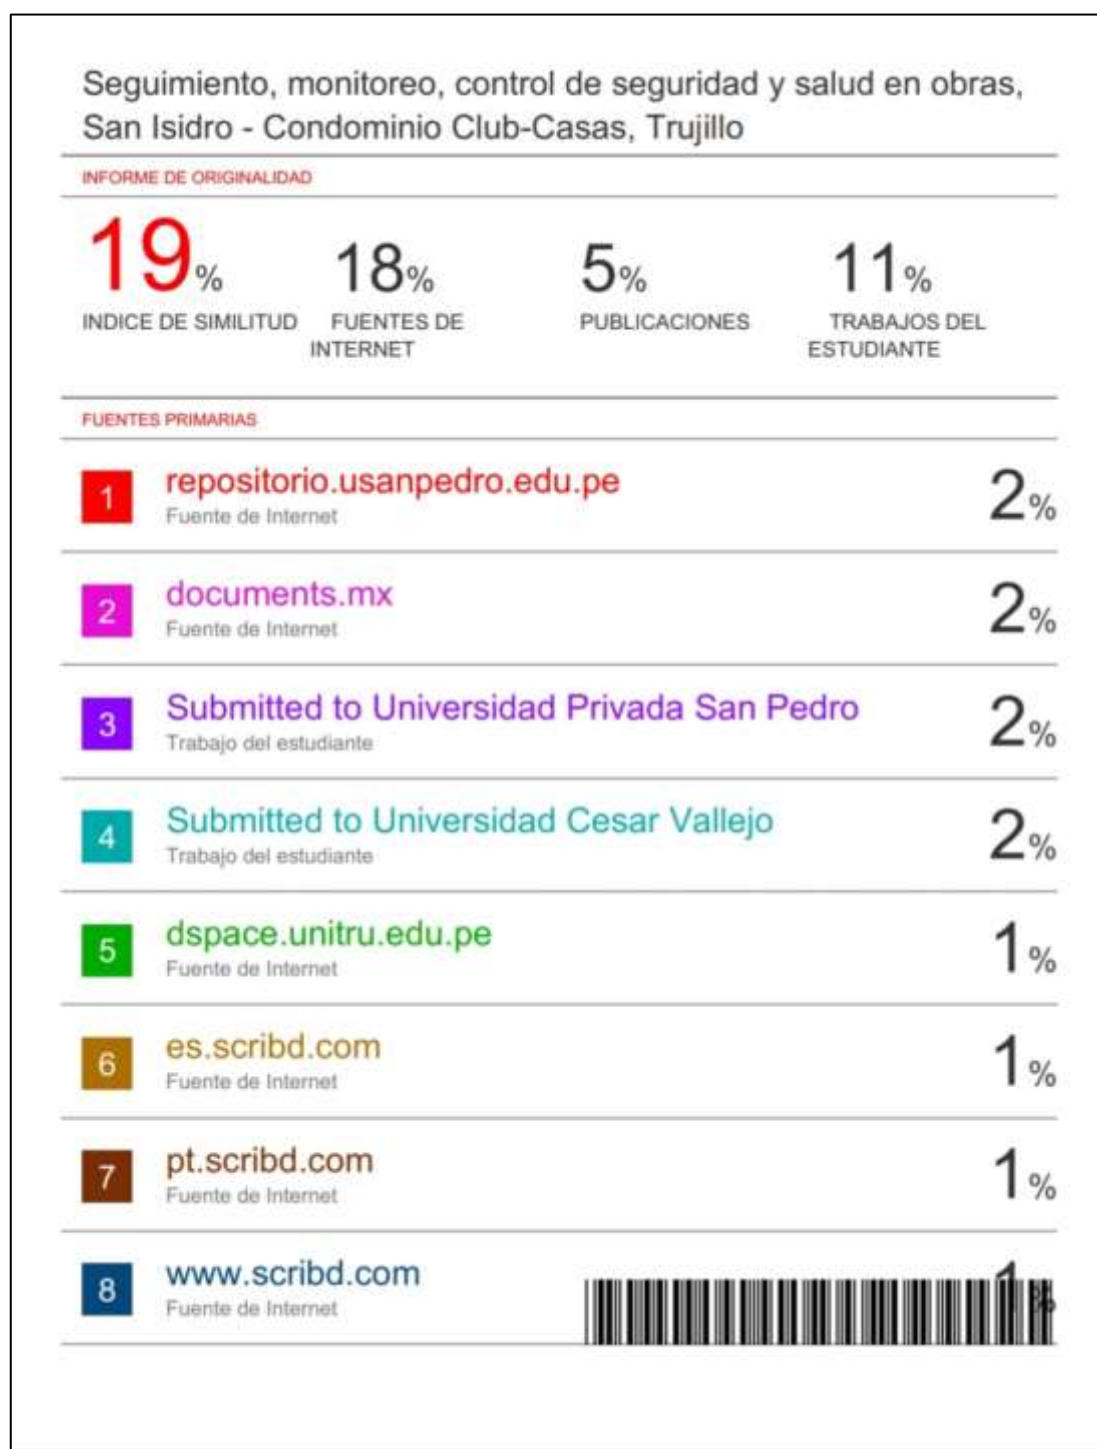 Seguimiento, monitoreo, control de seguridad y salud en obras,
San Isidro - Condominio Club-Casas, Trujillo
INFORME DE ORIGINALIDAD
19% 18% 5% 11%
INDICE DE SIMILITUD FUENTES DE PUBLICACIONES TRABAJOS DEL
INTERNET ESTUDIANTE
FUENTES PRIMARIAS
1 repositorio.usanpedro.edu.pe 2%
Fuente de Internet
2 documents.mx 2%
Fuente de Internet
3 Submitted to Universidad Privada San Pedro 2%
Trabajo del estudiante
4 Submitted to Universidad Cesar Vallejo 2%
Trabajo del estudiante
5 dspace.unitru.edu.pe 1%
Fuente de Internet
6 es.scribd.com 1%
Fuente de Internet
7 pt.scribd.com 1%
Fuente de Internet
8 www.scribd.com 1%
Fuente de Internet